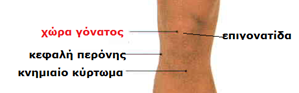 χώρα γόνατος
επιγονατίδα
κεφαλή περόνης
κνημιαίο κύρτωμα